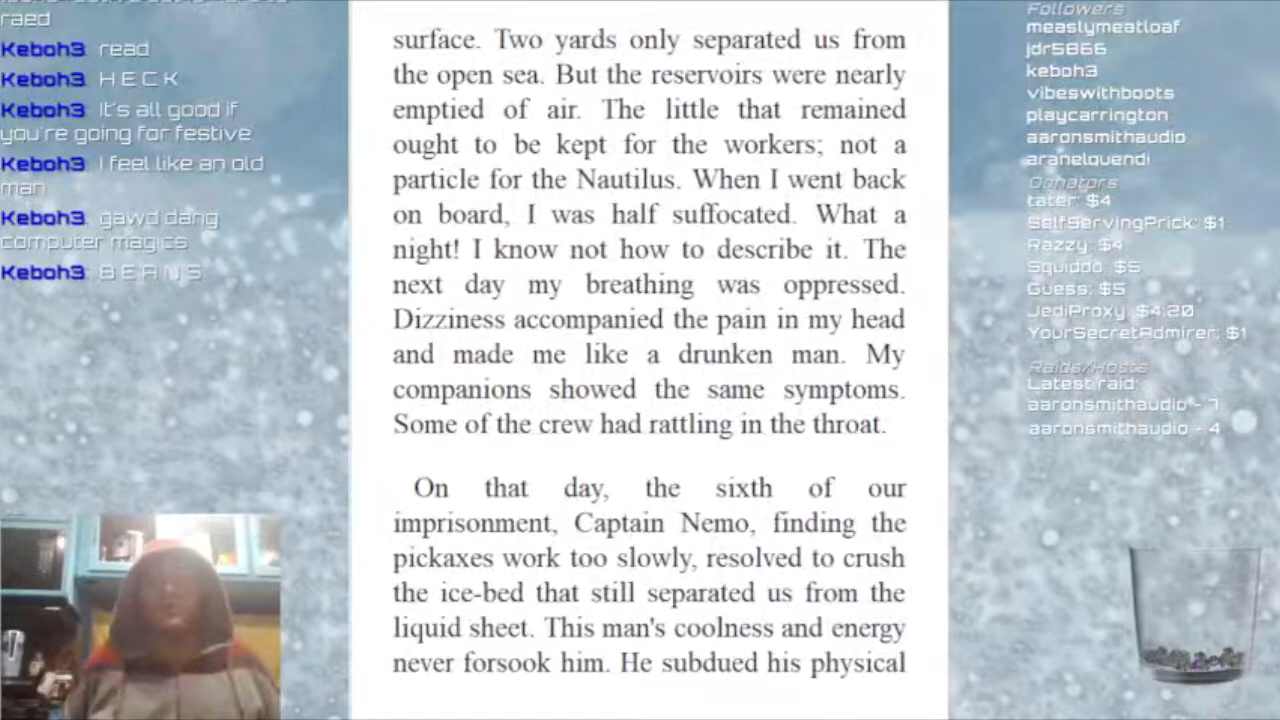 raed
Keboh3: read
Keboh3: H E C K
Keboh3: It's all good if
you're going for festive
Keboh3: I feel like an old
man
Keboh3: gawd dang
computer magics
Keboh3: B E A N S
surface. Two yards only separated us from
the open sea. But the reservoirs were nearly
emptied of air. The little that remained
ought to be kept for the workers; not a
particle for the Nautilus. When I went back
on board, I was half suffocated. What a
night! I know not how to describe it. The
next day my breathing was oppressed.
Dizziness accompanied the pain in my head
and made me like a drunken man. My
companions showed the same symptoms.
Some of the crew had rattling in the throat.
On that day, the sixth of our
imprisonment, Captain Nemo, finding the
pickaxes work too slowly, resolved to crush
the ice-bed that still separated us from the
liquid sheet. This man's coolness and energy
never forsook him. He subdued his physical
Followers
measlymeatloaf
jdr5866
keboh3
vibeswithboots
playcarrington
aaronsmithaudio
aranelquendi
Donators
tater: $4
SelfServingPrick: $1
Razzy: $4
Squiddo: $5
Guess: $5
JediProxy: $4.20
YourSecretAdmirer: $1
Raids/Hosts
Latest raid:
aaronsmithaudio - 7
aaronsmithaudio - 4